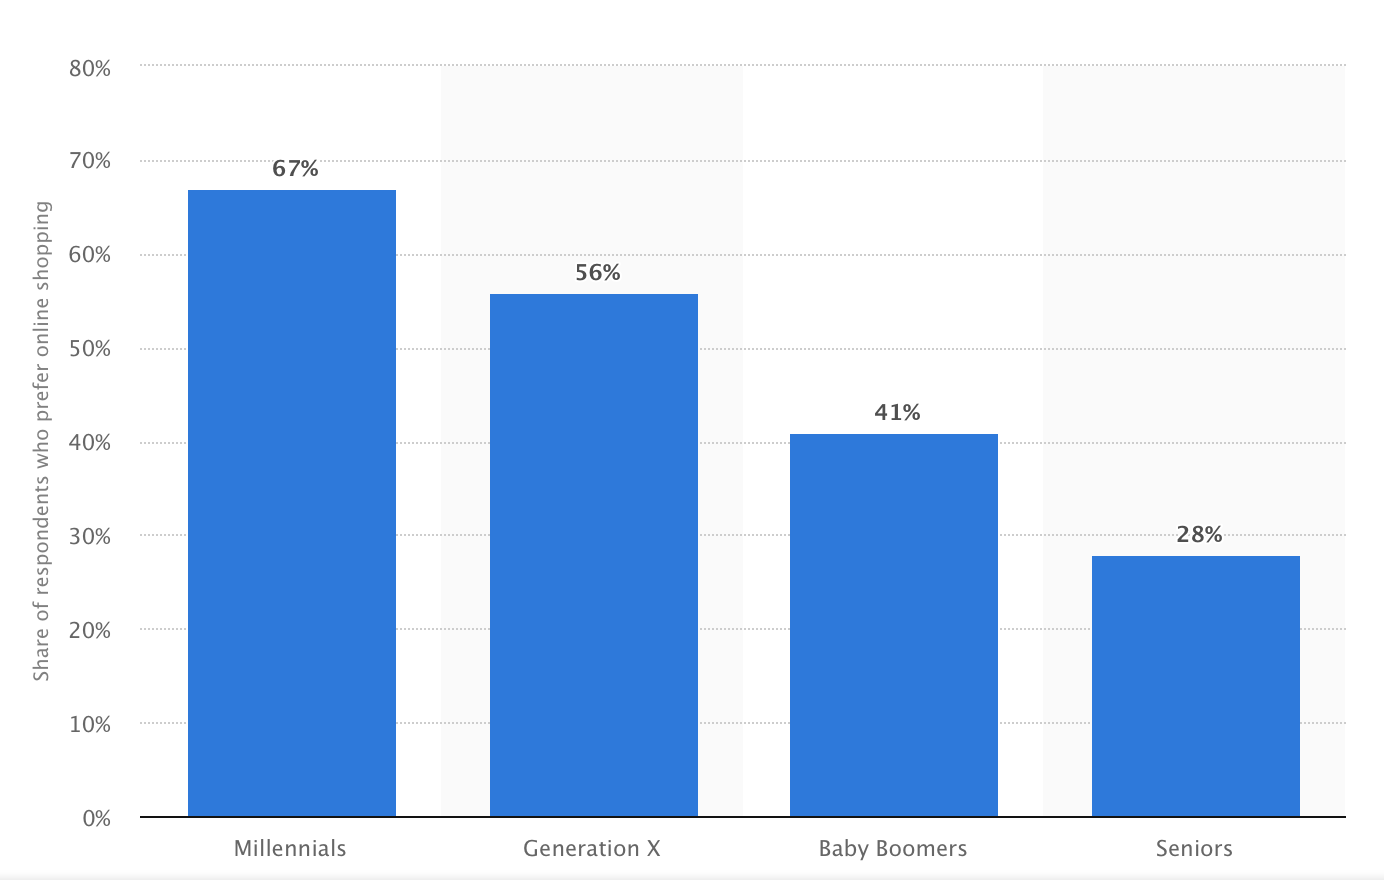 Share of respondents who prefer online shopping
80%
70%
60%
50%
40%
30%
20%
10%
0%
67%
56%
41%
28%
Millennials
Generation X
Baby Boomers
Seniors